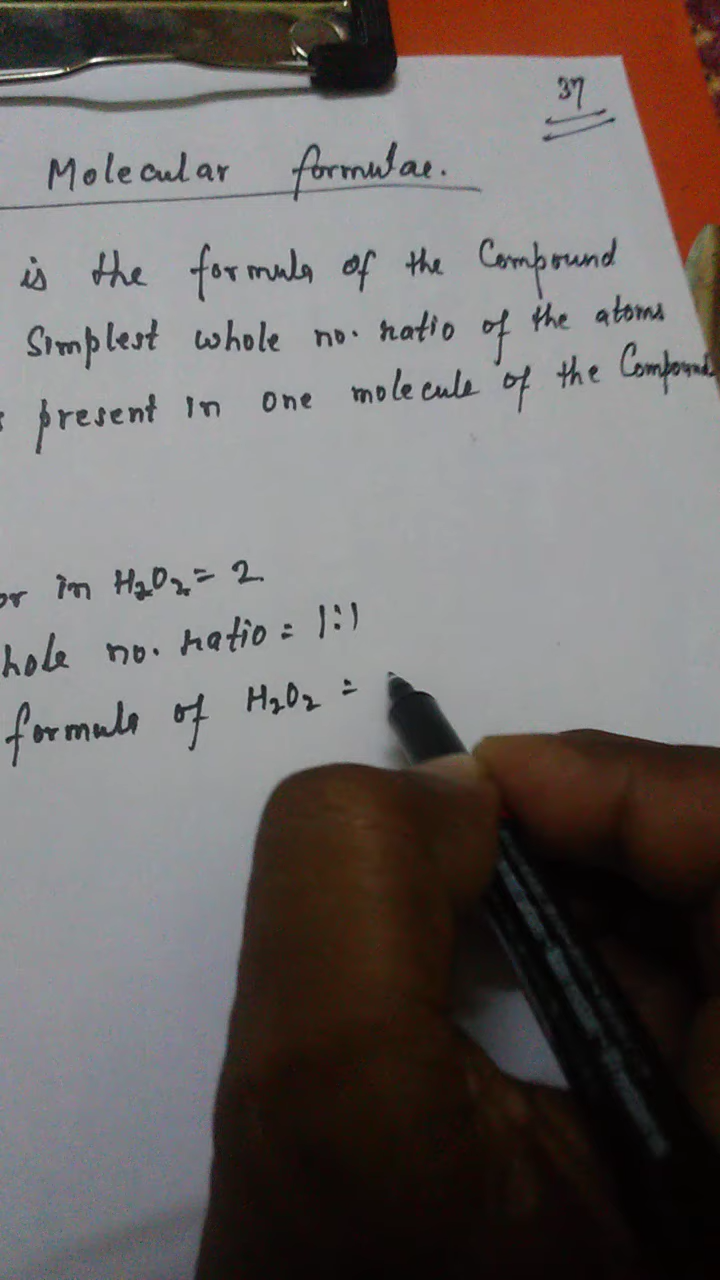 37
Molecular formulae.
is the formula of the Compound
Simplest whole no. ratio of the atoms
present in one molecule of the Compound
or in H₂O₂ = 2
hole no. ratio = 1:1
formula of H₂O₂ =